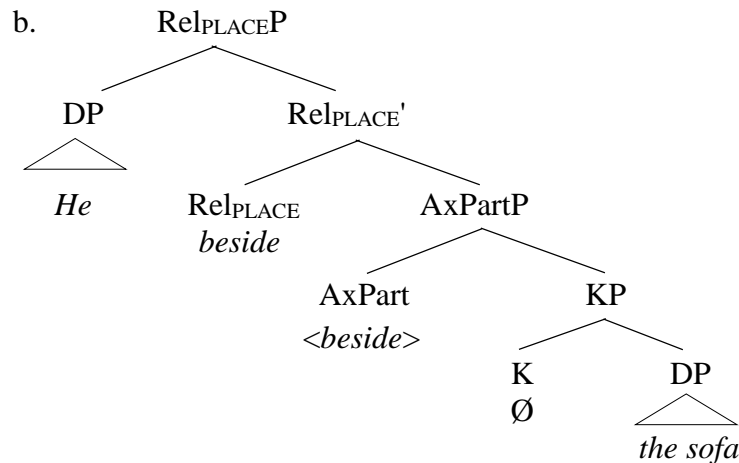 b. RelPLACEP
DP RelPLACE'
He RelPLACE AxPartP
beside
AxPart KP
<beside>
K DP
Ø
the sofa